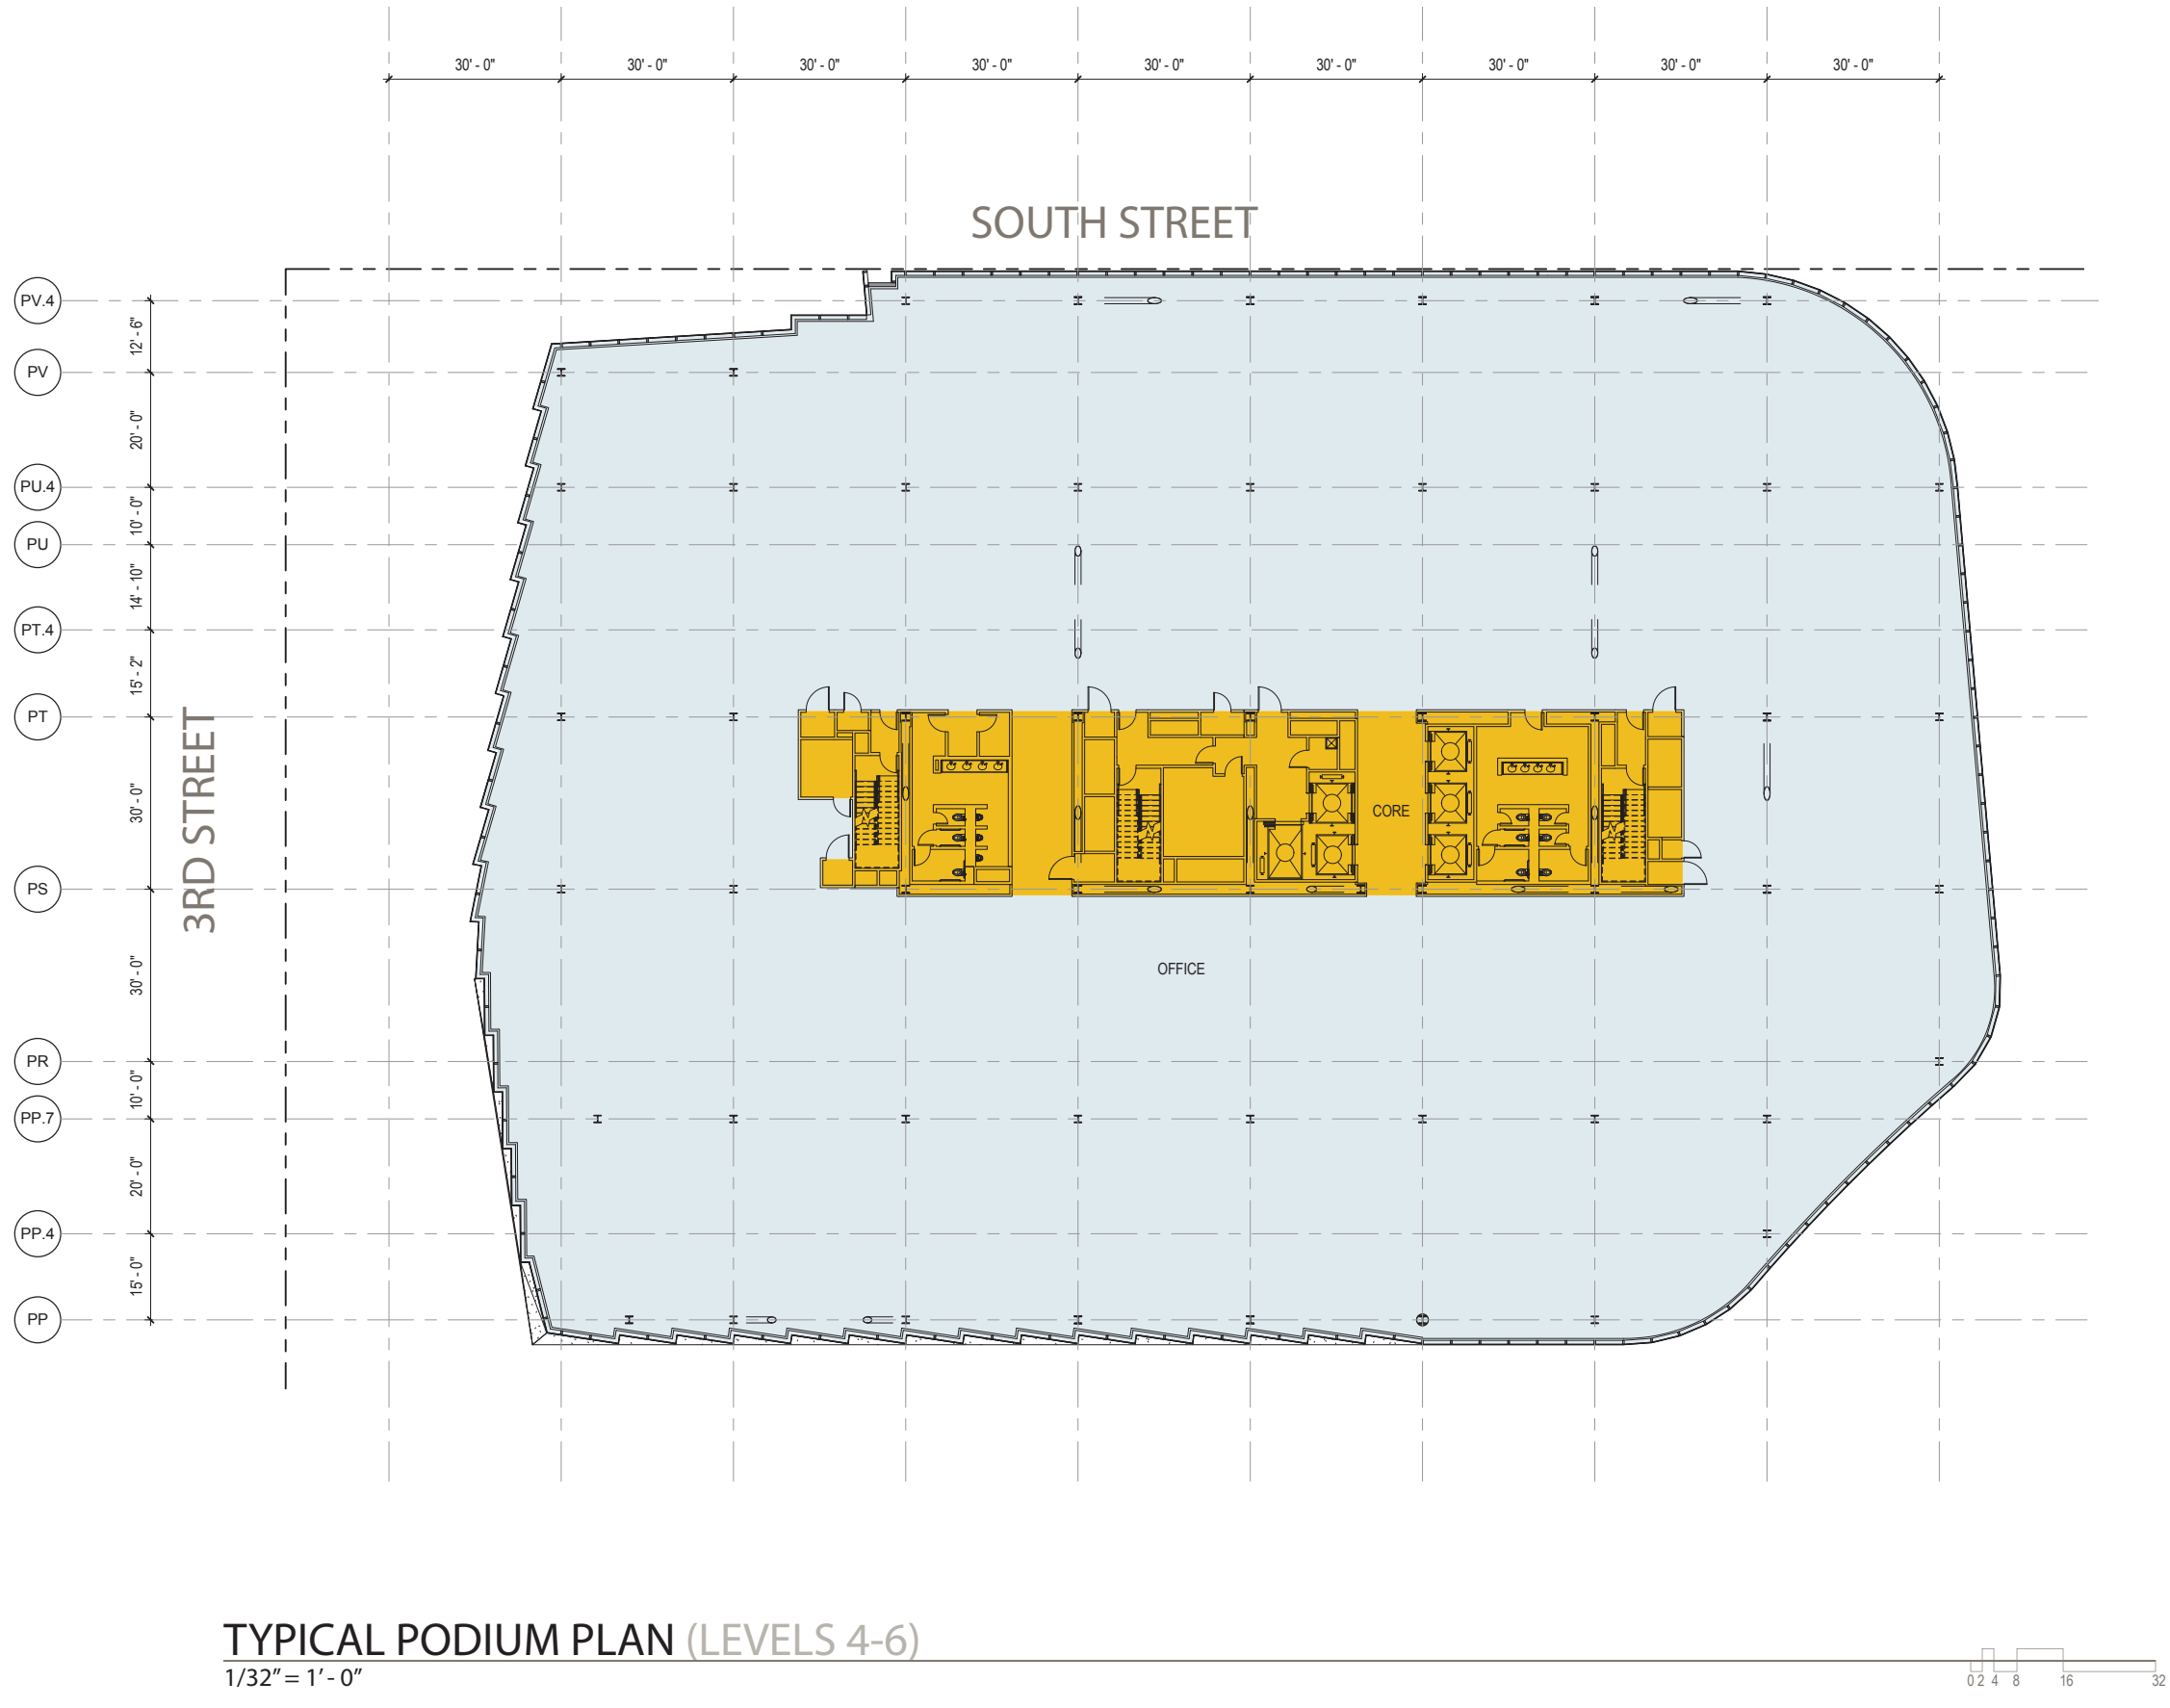 30' - 0" 30' - 0" 30' - 0" 30' - 0" 30' - 0" 30' - 0" 30' - 0" 30' - 0" 30' - 0"
SOUTH STREET
PV.4
12' - 6"
PV
20' - 0"
PU.4
10' - 0"
PU
14' - 10"
PT.4
15' - 2"
PT
30' - 0"
3RD STREET
CORE
PS
30' - 0"
OFFICE
PR
10' - 0"
PP.7
20' - 0"
PP.4
15' - 0"
PP
TYPICAL PODIUM PLAN (LEVELS 4-6)
1/32" = 1' - 0"
0 2 4 8 16 32